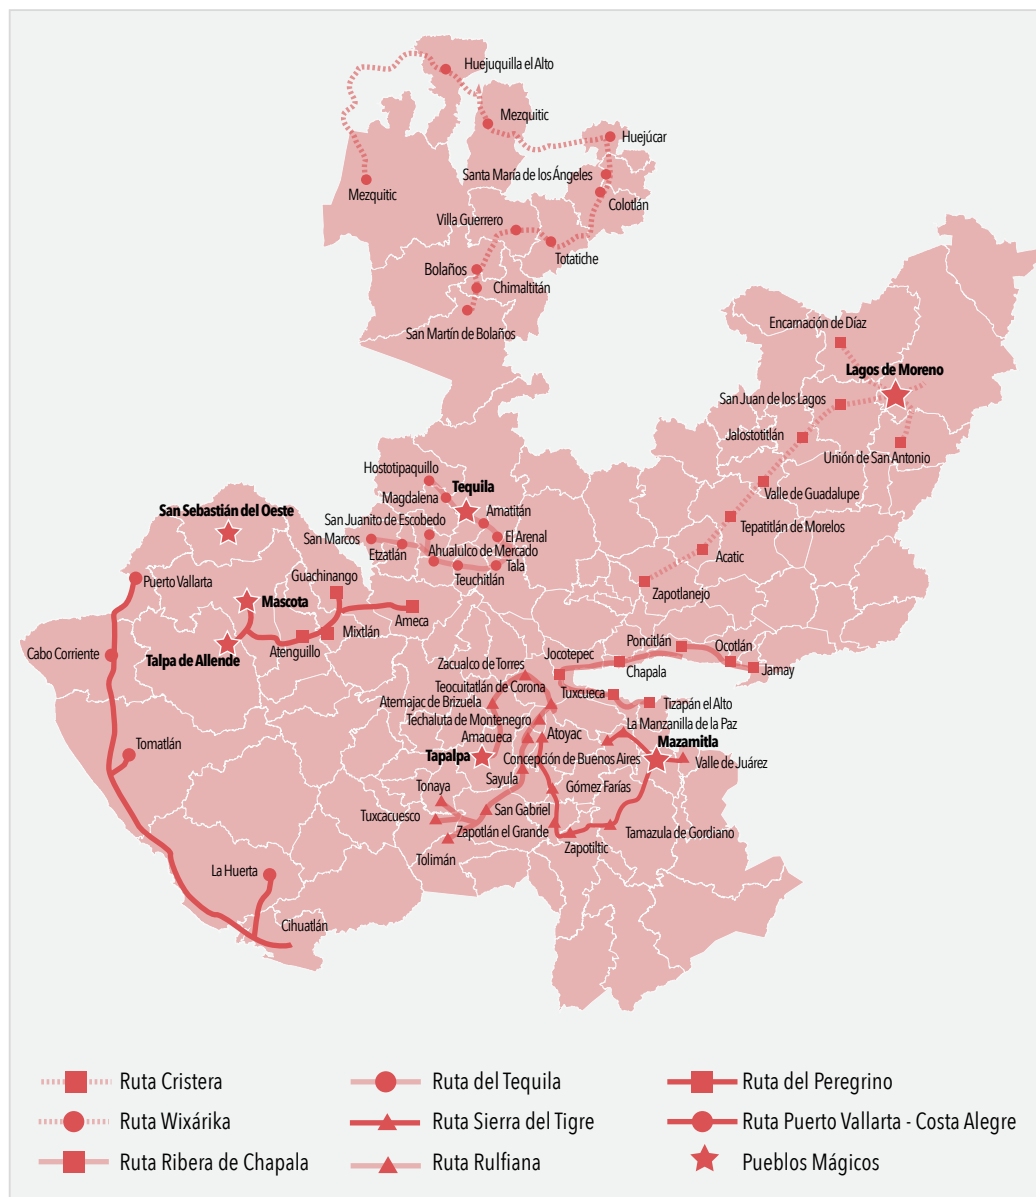 Huejuquilla el Alto
Mezquitic
Huejúcar
Santa María de los Ángeles
Mezquitic
Colotlán
Villa Guerrero
Totatiche
Bolaños
Chimaltitán
San Martín de Bolaños
Encarnación de Díaz
Lagos de Moreno
San Juan de los Lagos
Jalostotitlán
Unión de San Antonio
Hostotipaquillo
Tequila
Valle de Guadalupe
Magdalena
San Sebastián del Oeste
Amatitán
San Juanito de Escobedo
Tepatitlán de Morelos
San Marcos
El Arenal
Etzatlán
Ahualulco de Mercado
Acatic
Tala
Puerto Vallarta
Guachinango
Teuchitlán
Zapotlanejo
Mascota
Ameca
Mixtlán
Poncitlán
Ocotlán
Cabo Corriente
Talpa de Allende
Atenguillo
Jocotepec
Zacualco de Torres
Chapala
Jamay
Teocuitatlán de Corona
Tuxcueca
Atemajac de Brizuela
Tizapán el Alto
Techaluta de Montenegro
La Manzanilla de la Paz
Amacueca
Atoyac
Tomatlán
Mazamitla
Tapalpa
Concepción de Buenos Aires
Valle de Juárez
Tonaya
Sayula
Gómez Farías
Tuxcacuesco
San Gabriel
Zapotlán el Grande
Tamazula de Gordiano
Tolimán
Zapotiltic
La Huerta
Cihuatlán
Ruta Cristera
Ruta del Tequila
Ruta del Peregrino
Ruta Wixárika
Ruta Sierra del Tigre
Ruta Puerto Vallarta - Costa Alegre
Ruta Ribera de Chapala
Ruta Rulfiana
Pueblos Mágicos